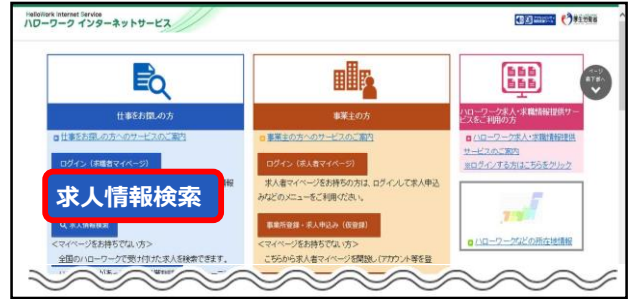 HelloWork Internet Service
ハローワーク インターネットサービス
厚生労働省
ページ
最下部へ
仕事をお探しの方
仕事をお探しの方へのサービスのご案内
ログイン（求職者マイページ）
報
求人情報検索
求人情報検索
<マイページをお持ちでない方>
全国のハローワークで受け付けた求人を検索できます。
事業主の方
事業主の方へのサービスのご案内
ログイン（求人者マイページ）
求人者マイページをお持ちの方は、ログインして求人申込
みなどのメニューをご利用ください。
事業所登録・求人申込み（仮登録）
<マイページをお持ちでない方>
こちらから求人者マイページを開設し（アカウント等を登
ハローワーク求人・求職情報提供サー
ビスをご利用の方
ハローワーク求人・求職情報提供
サービスのご案内
※ログインする方はこちらをクリック
ハローワークなどの所在地情報